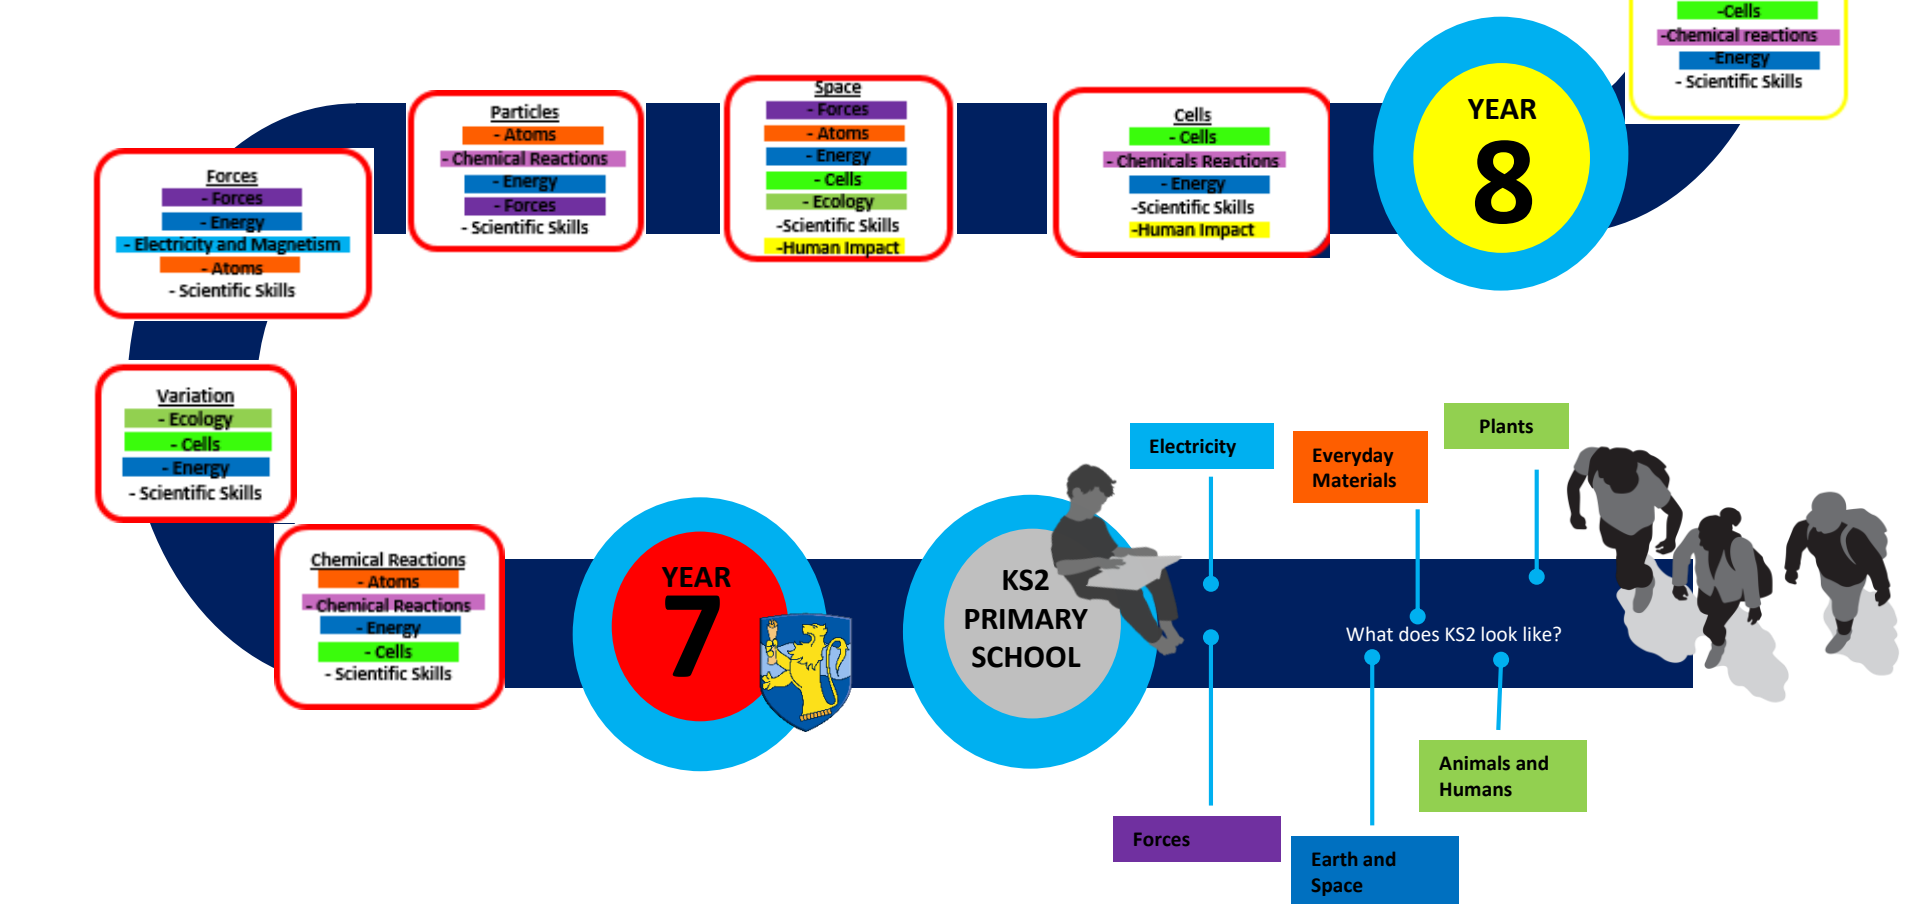 -Cells
-Chemical reactions
-Energy
- Scientific Skills
YEAR
8
Cells
- Cells
- Chemicals Reactions
- Energy
-Scientific Skills
-Human Impact
Space
- Forces
- Atoms
- Energy
- Cells
- Ecology
-Scientific Skills
-Human Impact
Particles
- Atoms
- Chemical Reactions
- Energy
- Forces
- Scientific Skills
Forces
- Forces
- Energy
- Electricity and Magnetism
- Atoms
- Scientific Skills
Variation
- Ecology
- Cells
- Energy
- Scientific Skills
Chemical Reactions
- Atoms
- Chemical Reactions
- Energy
- Cells
- Scientific Skills
YEAR
7
KS2
PRIMARY
SCHOOL
Electricity
Everyday
Materials
Plants
What does KS2 look like?
Animals and
Humans
Forces
Earth and
Space